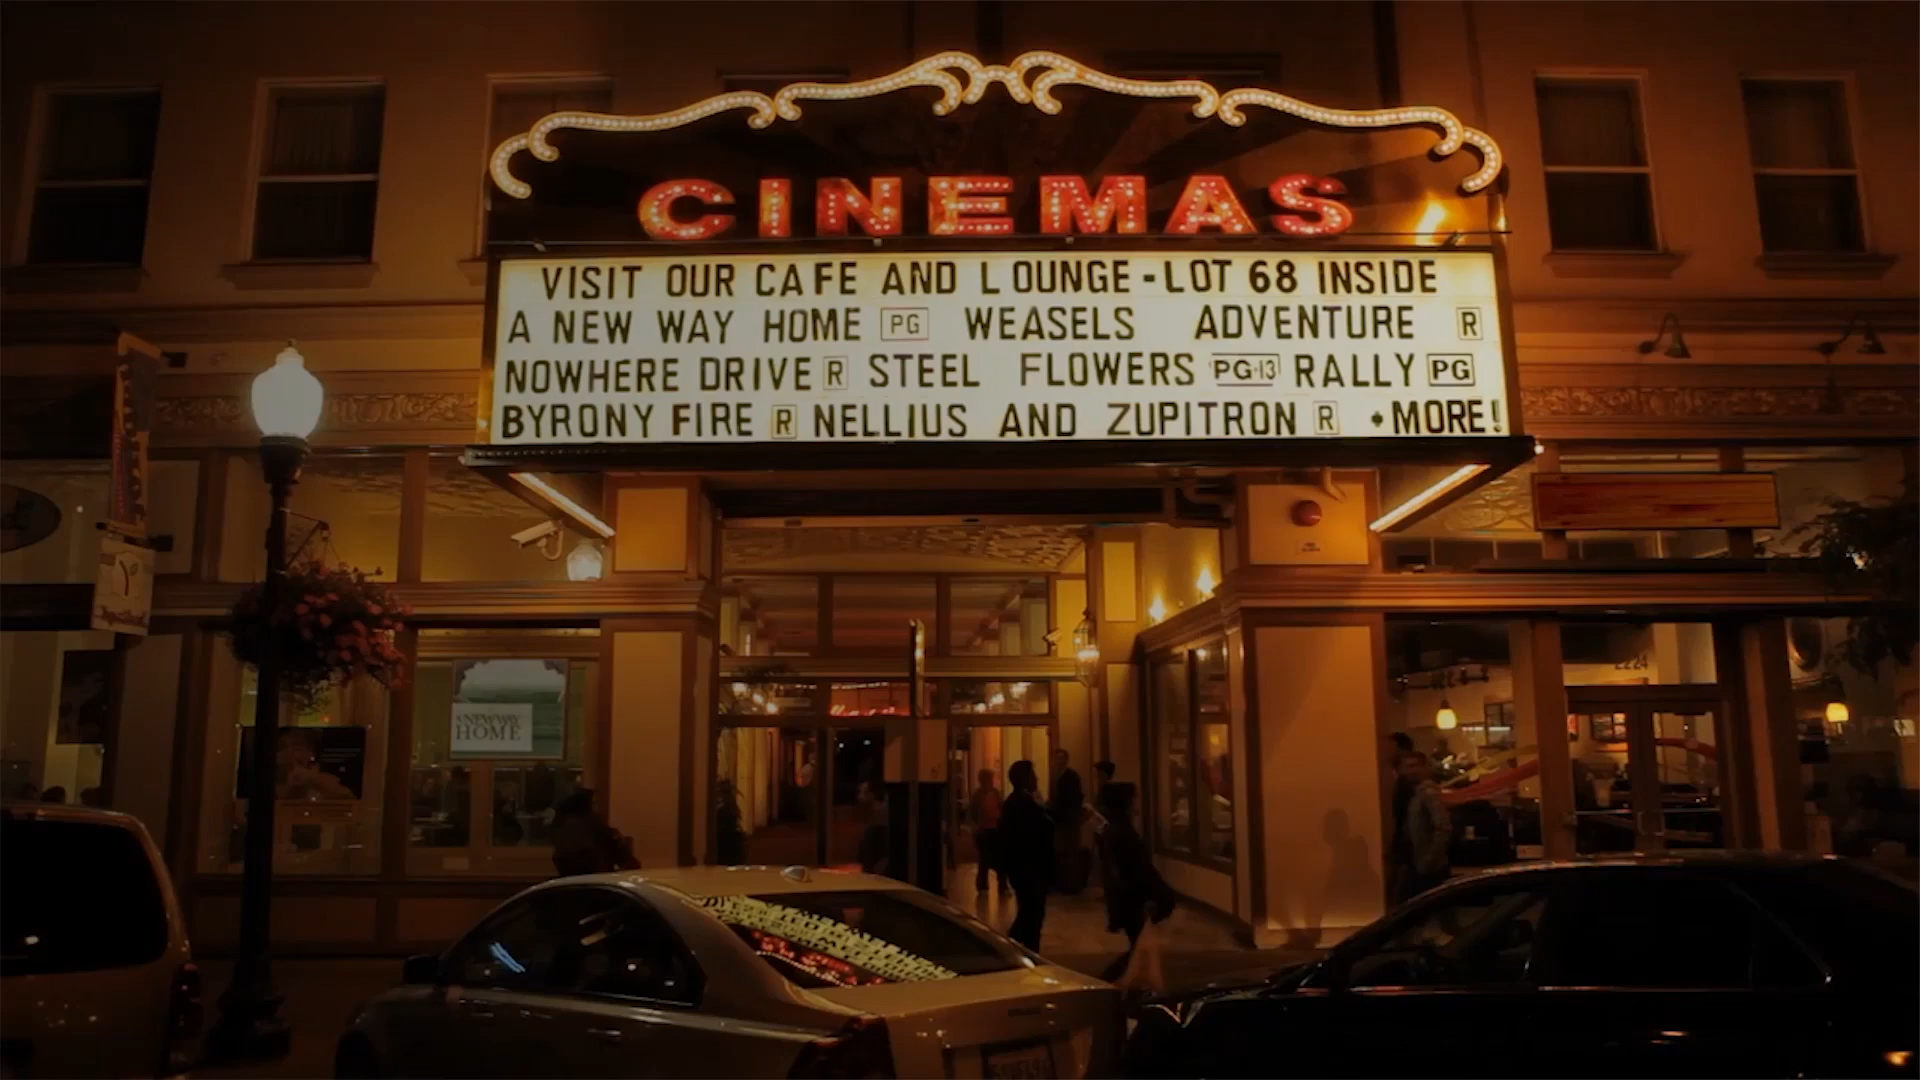 CINEMAS
VISIT OUR CAFE AND LOUNGE - LOT 68 INSIDE
A NEW WAY HOME PG WEASELS ADVENTURE R
NOWHERE DRIVE R STEEL FLOWERS PG-13 RALLY PG
BYRONY FIRE R NELLIUS AND ZUPITRON R •MORE!
A NEW WAY
HOME
2224